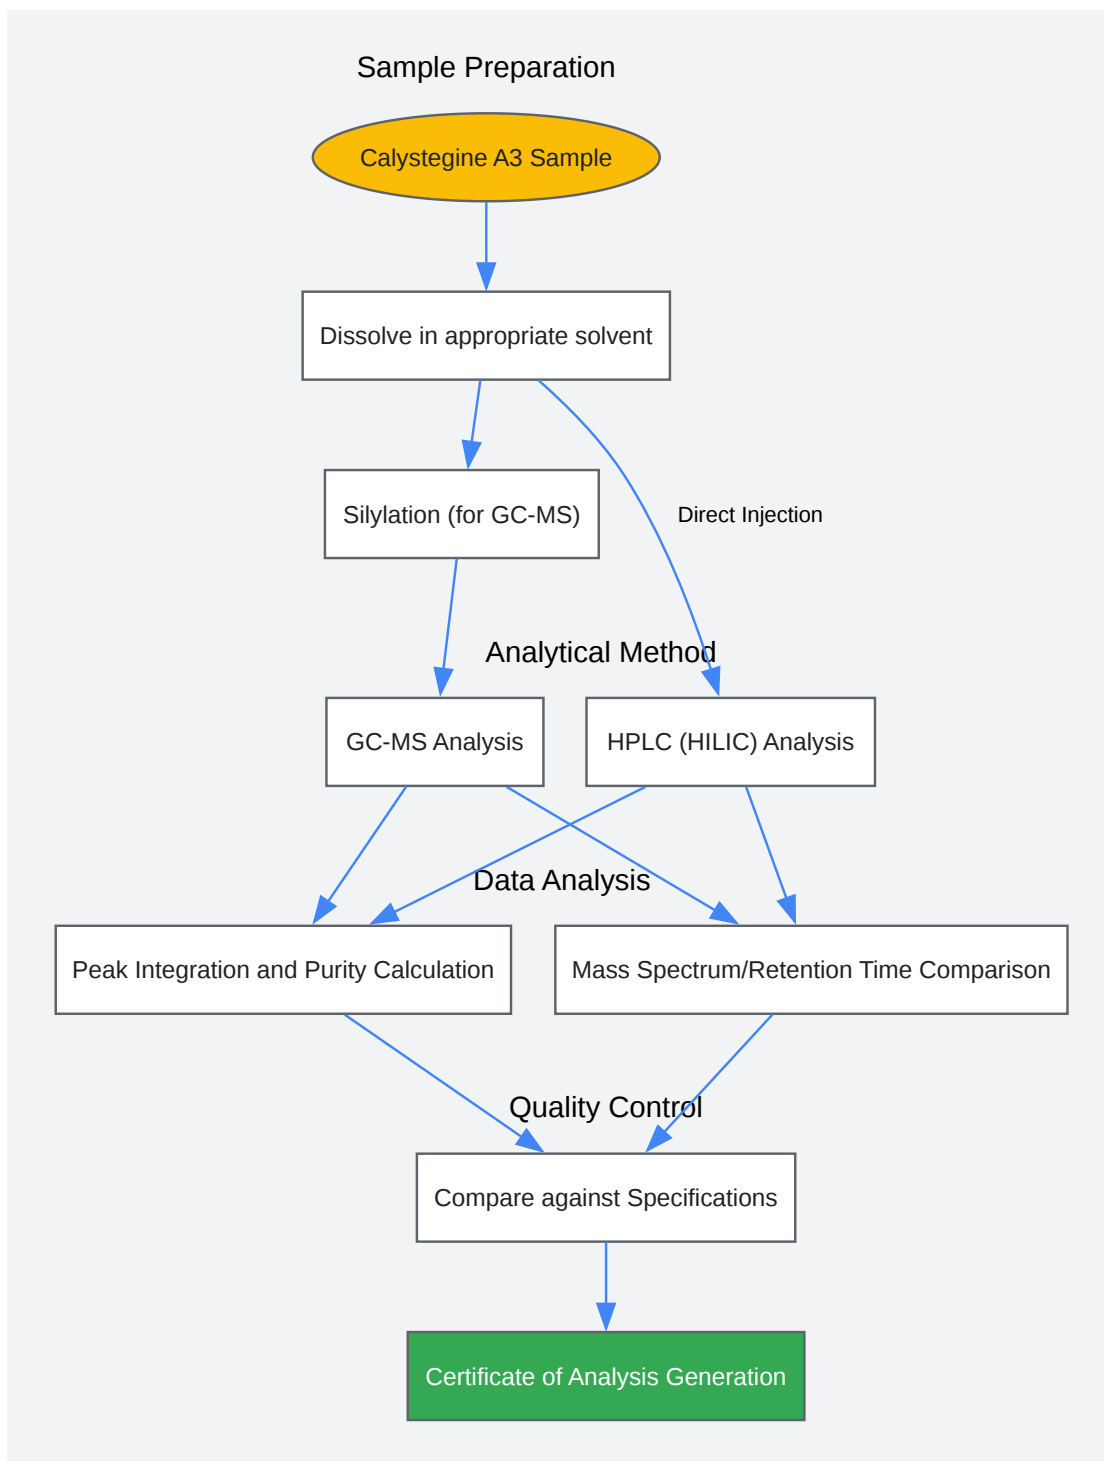 Sample Preparation
Calystegine A3 Sample
Dissolve in appropriate solvent
Silylation (for GC-MS)
Direct Injection
Analytical Method
GC-MS Analysis
HPLC (HILIC) Analysis
Data Analysis
Peak Integration and Purity Calculation
Mass Spectrum/Retention Time Comparison
Quality Control
Compare against Specifications
Certificate of Analysis Generation